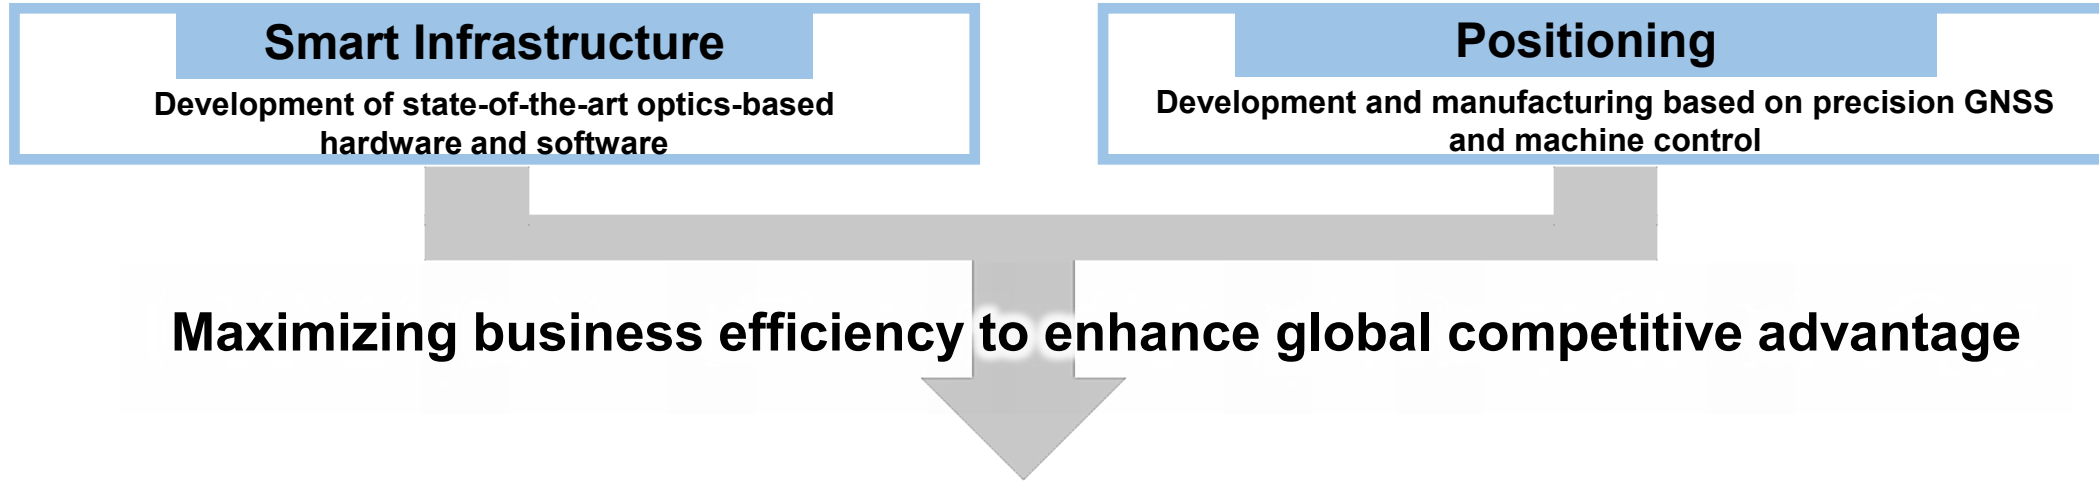 Smart Infrastructure
Development of state-of-the-art optics-based
hardware and software
Positioning
Development and manufacturing based on precision GNSS
and machine control
Maximizing business efficiency to enhance global competitive advantage